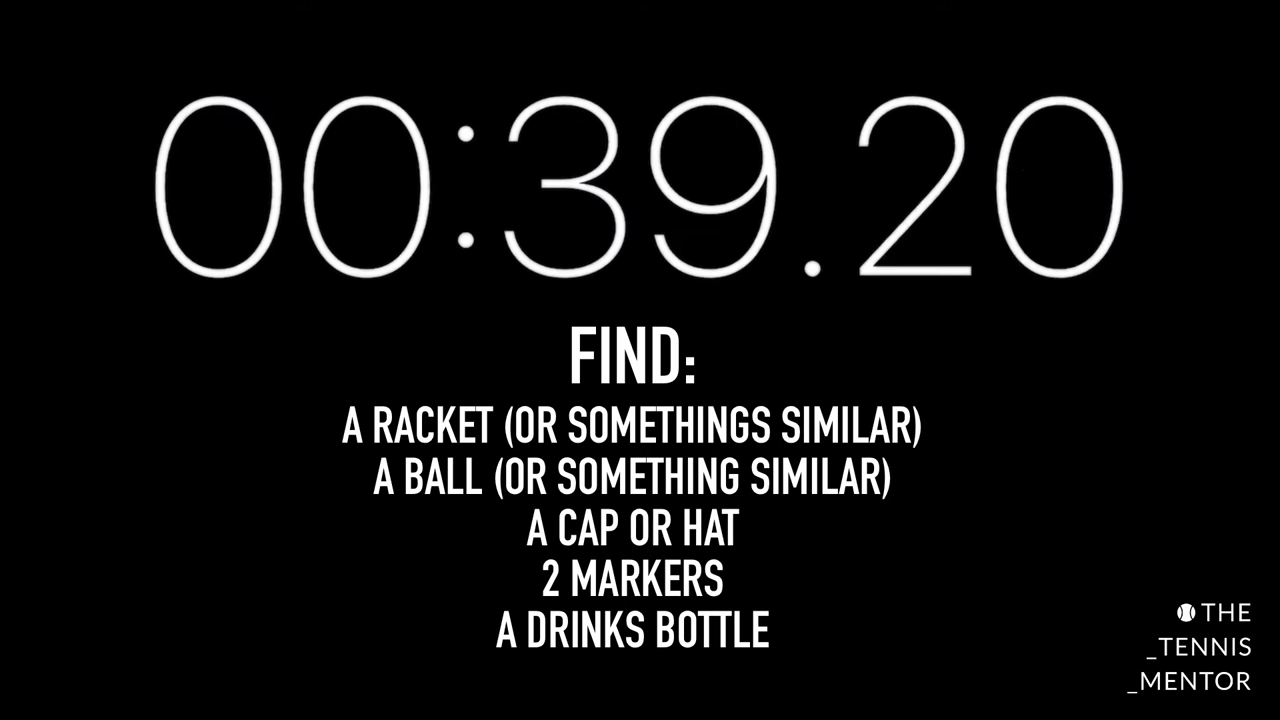 00:39.20
FIND:
A RACKET (OR SOMETHINGS SIMILAR)
A BALL (OR SOMETHING SIMILAR)
A CAP OR HAT
2 MARKERS
A DRINKS BOTTLE
THE
_TENNIS
_MENTOR